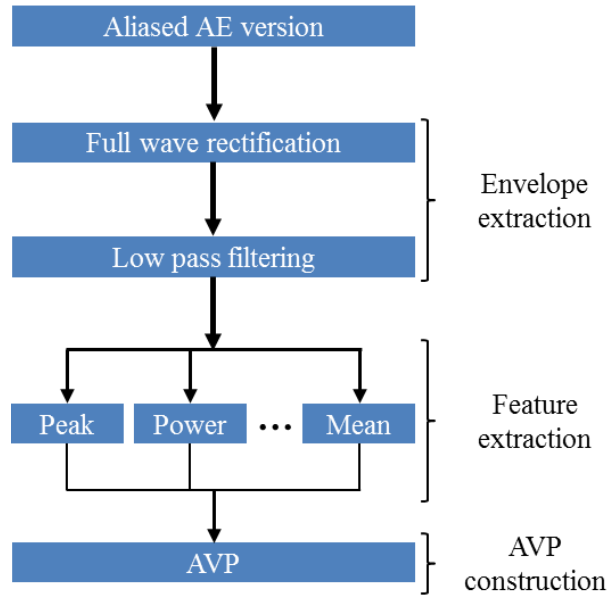 Aliased AE version
Full wave rectification
Envelope
extraction
Low pass filtering
Peak
Power
...
Mean
Feature
extraction
AVP
AVP
construction